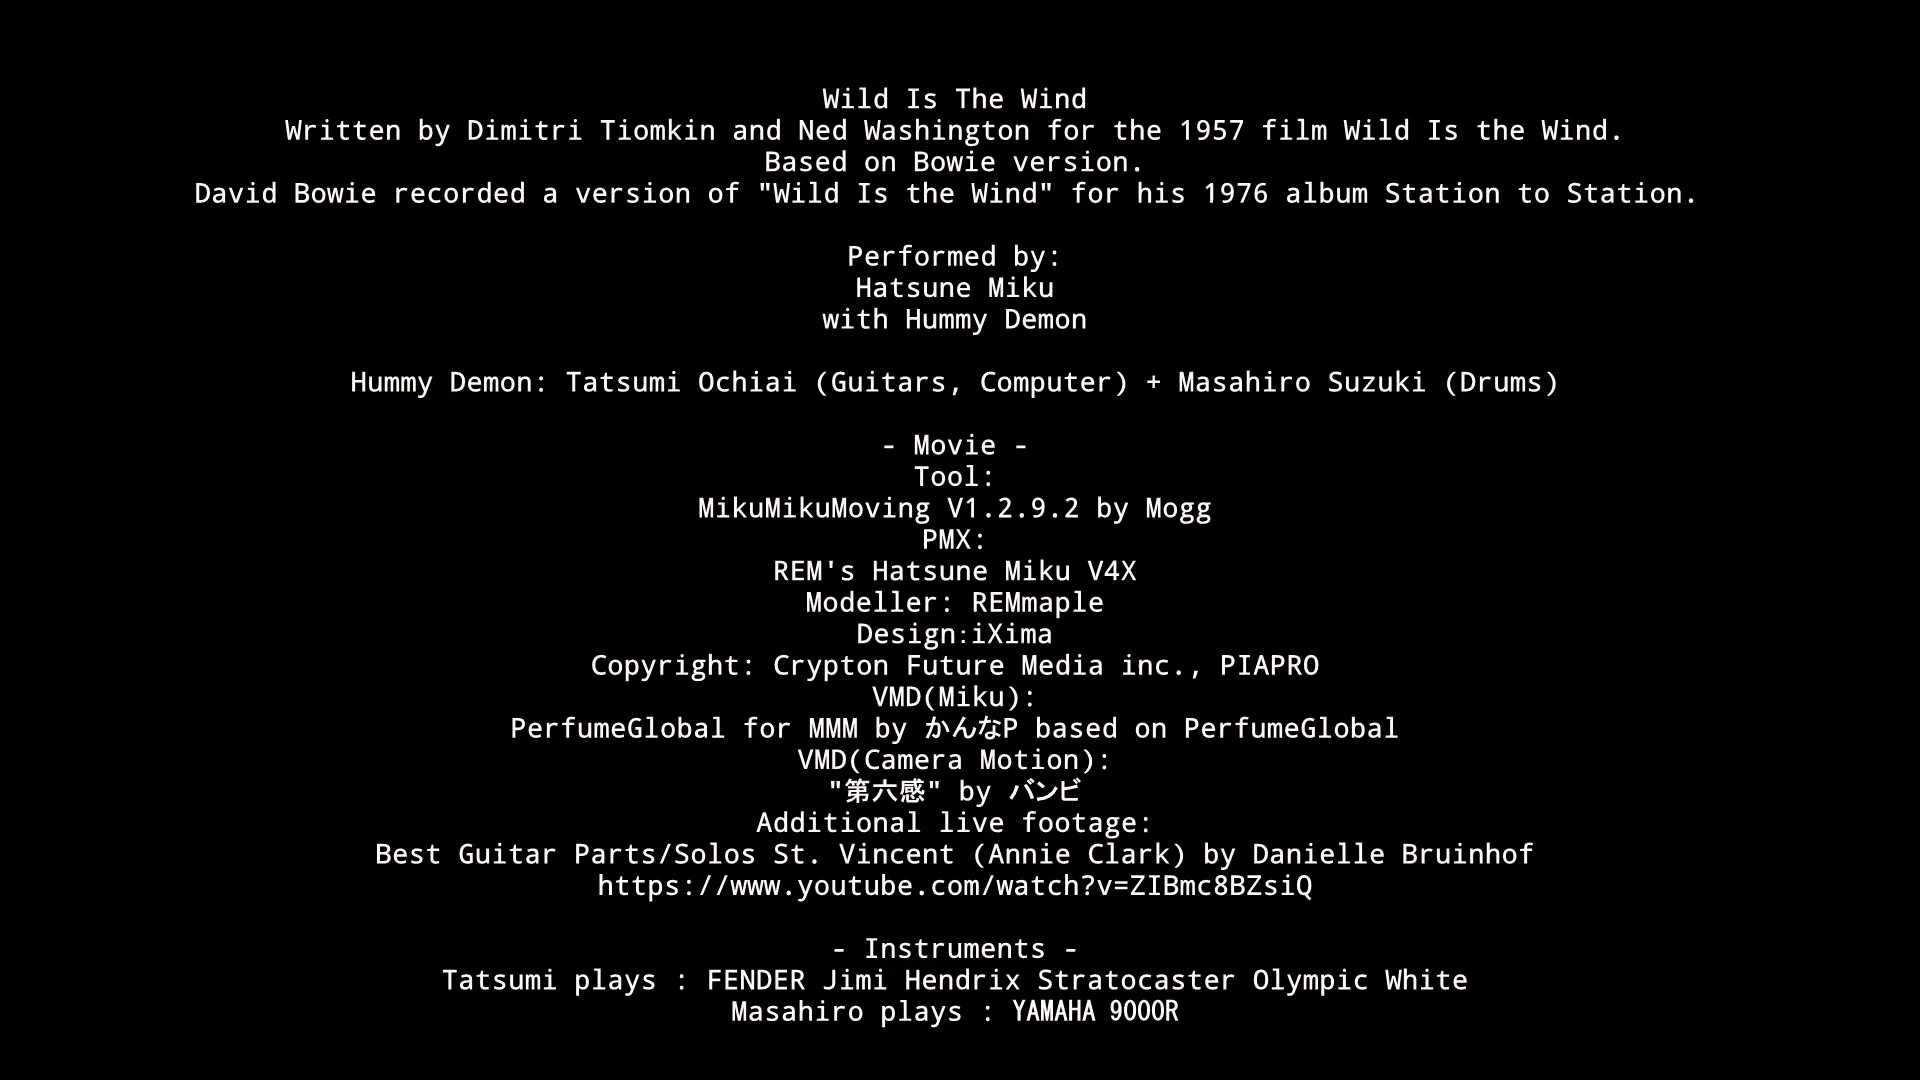 Wild Is The Wind
Written by Dimitri Tiomkin and Ned Washington for the 1957 film Wild Is the Wind.
Based on Bowie version.
David Bowie recorded a version of "Wild Is the Wind" for his 1976 album Station to Station.
Performed by:
Hatsune Miku
with Hummy Demon
Hummy Demon: Tatsumi Ochiai (Guitars, Computer) + Masahiro Suzuki (Drums)
- Movie -
Tool:
MikuMikuMoving V1.2.9.2 by Mogg
PMX:
REM's Hatsune Miku V4X
Modeller: REMmaple
Design:iXima
Copyright: Crypton Future Media inc., PIAPRO
VMD(Miku):
PerfumeGlobal for MMM by かんなP based on PerfumeGlobal
VMD(Camera Motion):
"第六感" by バンビ
Additional live footage:
Best Guitar Parts/Solos St. Vincent (Annie Clark) by Danielle Bruinhof
https://www.youtube.com/watch?v=ZIBmc8BZsiQ
- Instruments -
Tatsumi plays : FENDER Jimi Hendrix Stratocaster Olympic White
Masahiro plays : YAMAHA 9000R